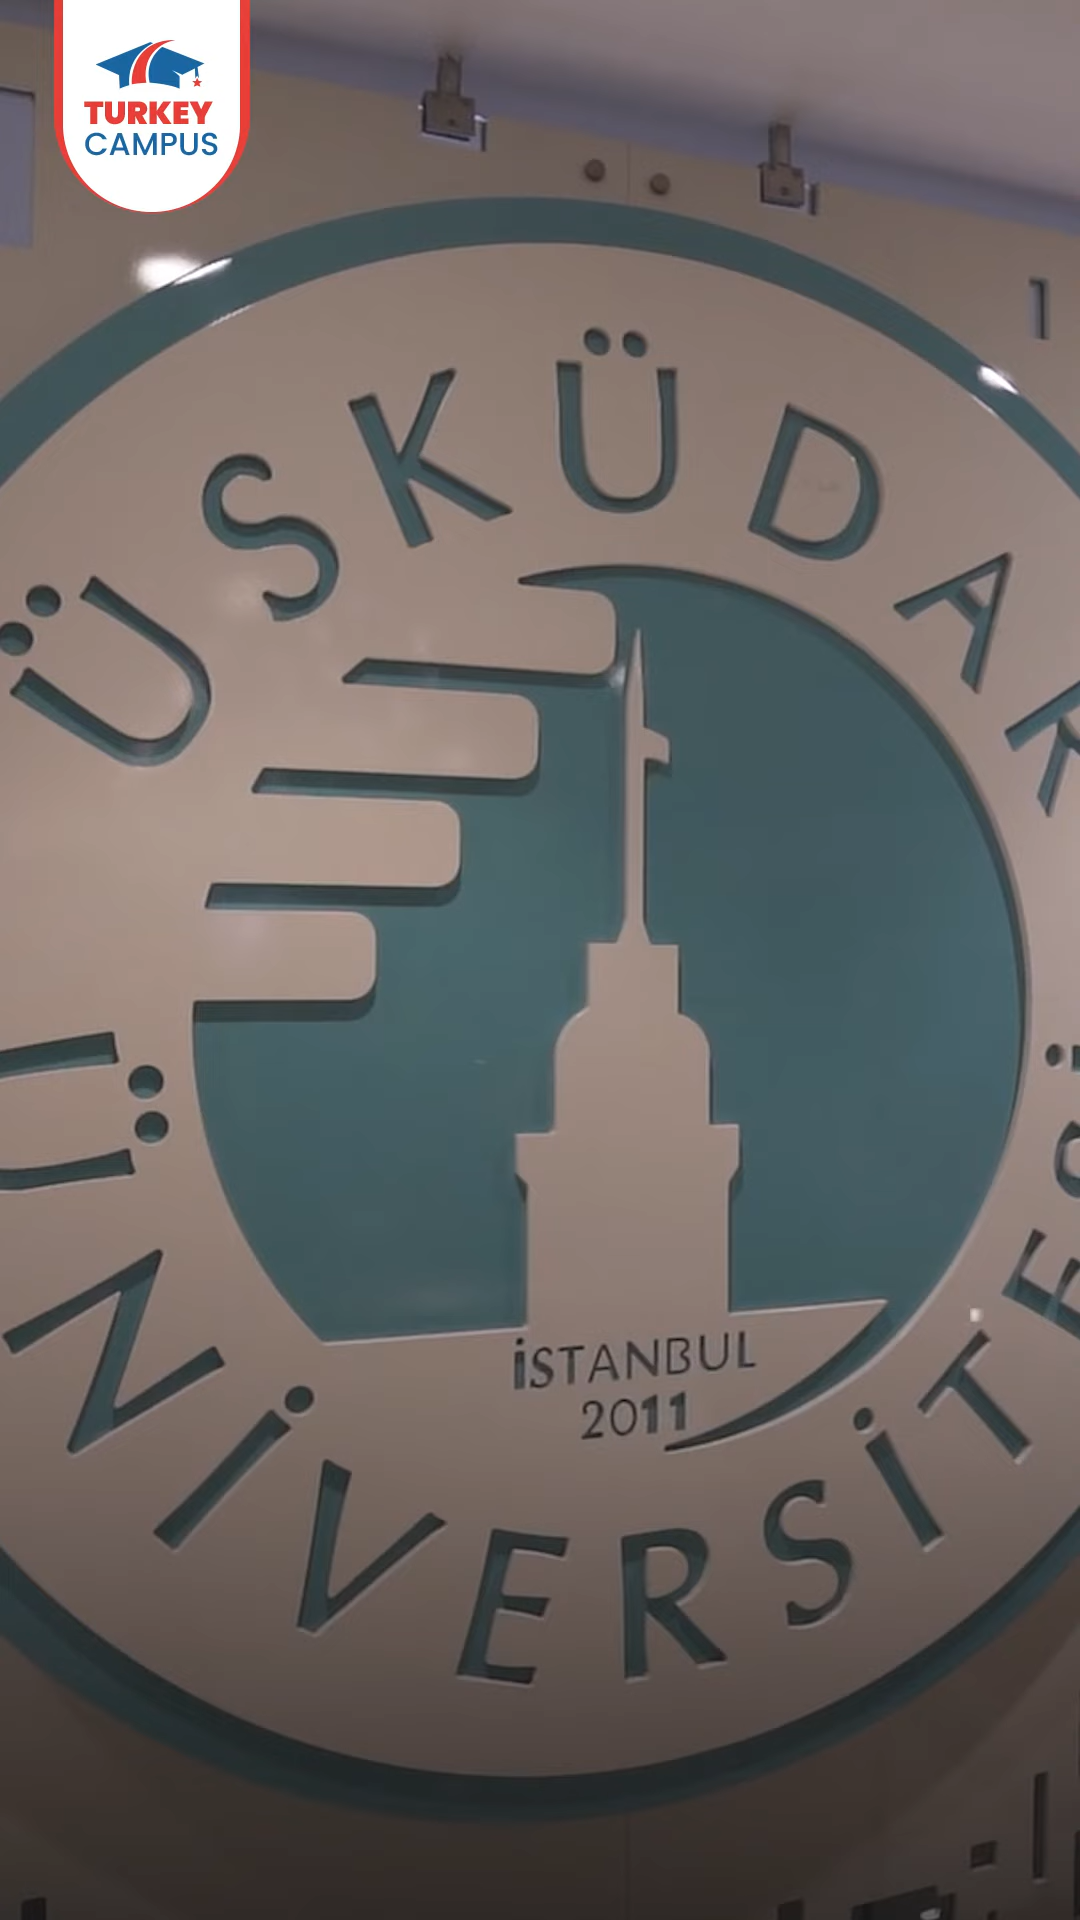 TURKEY
CAMPUS
ÜSKÜDAR
ÜNİVERSİTESİ
İSTANBUL
2011